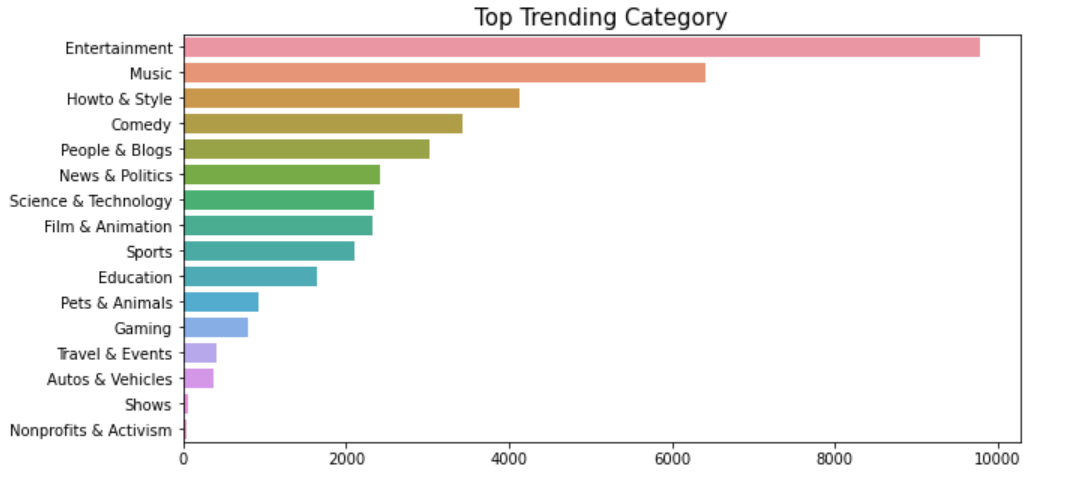 Top Trending Category
Entertainment
Music
Howto & Style
Comedy
People & Blogs
News & Politics
Science & Technology
Film & Animation
Sports
Education
Pets & Animals
Gaming
Travel & Events
Autos & Vehicles
Shows
Nonprofits & Activism
0 2000 4000 6000 8000 10000